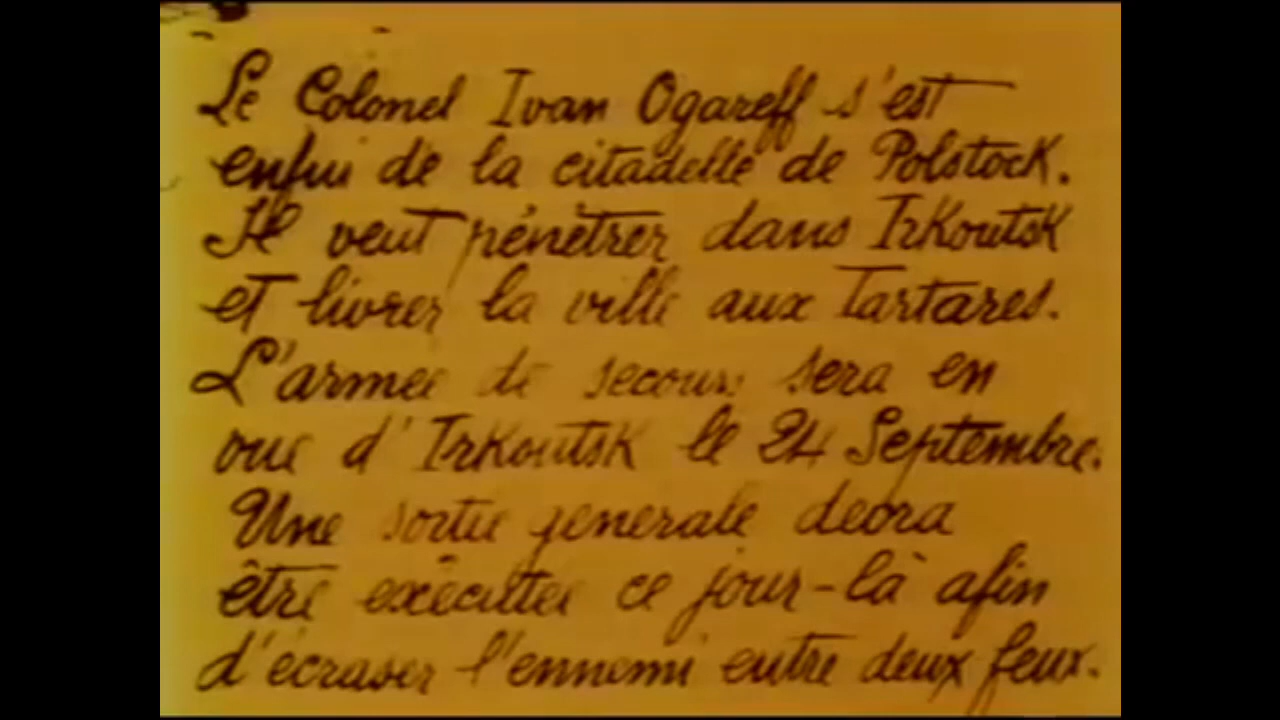 Le Colonel Ivan Ogareff s'est
enfui de la citadelle de Polstock.
Il veut pénétrer dans Irkoutsk
et livrer la ville aux Tartares.
L'armée de secours sera en
vue d'Irkoutsk le 24 Septembre.
Une sortie generale devra
être exécutée ce jour-là afin
d'écraser l'ennemi entre deux feux.